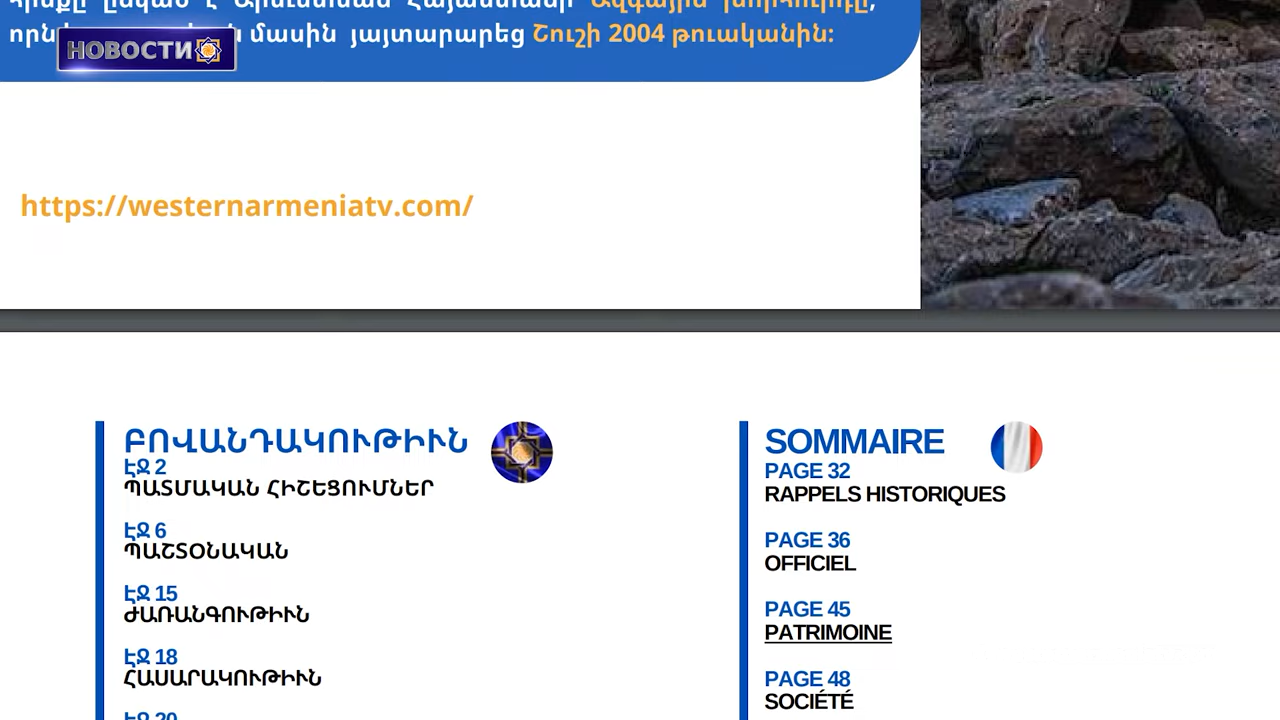 մասին յայտարարեց Շուշի 2004 թուականին:
НОВОСТИ
https://westernarmeniatv.com/
ԲՈՎԱՆԴԱԿՈՒԹԻՒՆ
ԷՋ 2
ՊԱՏՄԱԿԱՆ ՀԻՇԵՑՈՒՄՆԵՐ
ԷՋ 6
ՊԱՇՏՕՆԱԿԱՆ
ԷՋ 15
ԺԱՌԱՆԳՈՒԹԻՒՆ
ԷՋ 18
ՀԱՍԱՐԱԿՈՒԹԻՒՆ
SOMMAIRE
PAGE 32
RAPPELS HISTORIQUES
PAGE 36
OFFICIEL
PAGE 45
PATRIMOINE
PAGE 48
SOCIÉTÉ